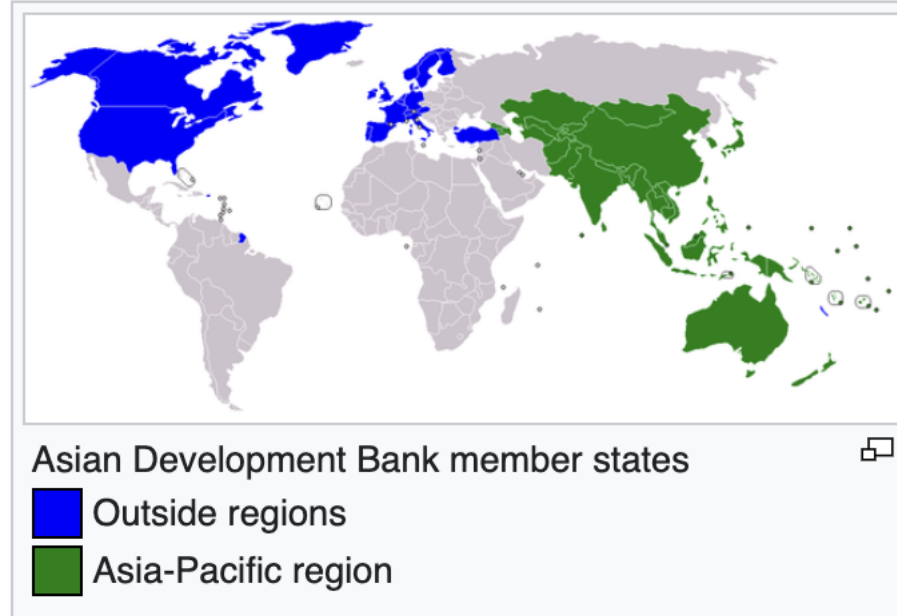 Asian Development Bank member states
Outside regions
Asia-Pacific region